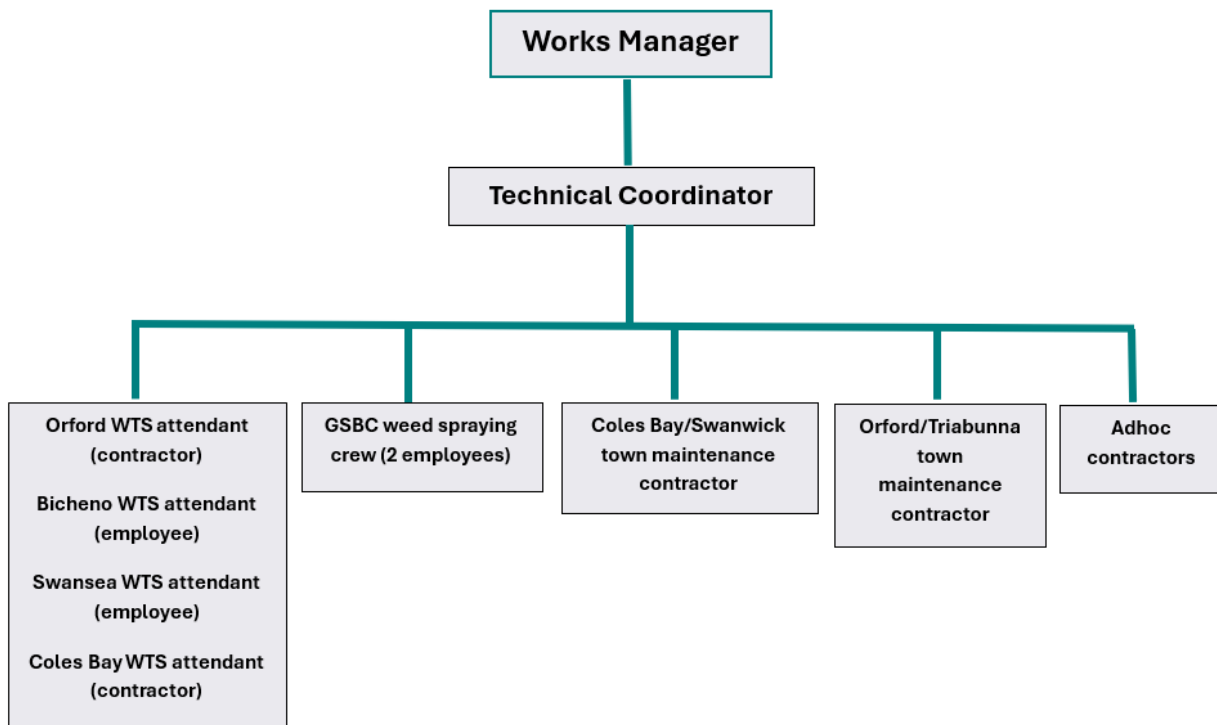 Works Manager
Technical Coordinator
Orford WTS attendant
(contractor)
Bicheno WTS attendant
(employee)
Swansea WTS attendant
(employee)
Coles Bay WTS attendant
(contractor)
GSBC weed spraying
crew (2 employees)
Coles Bay/Swanwick
town maintenance
contractor
Orford/Triabunna
town
maintenance
contractor
Adhoc
contractors